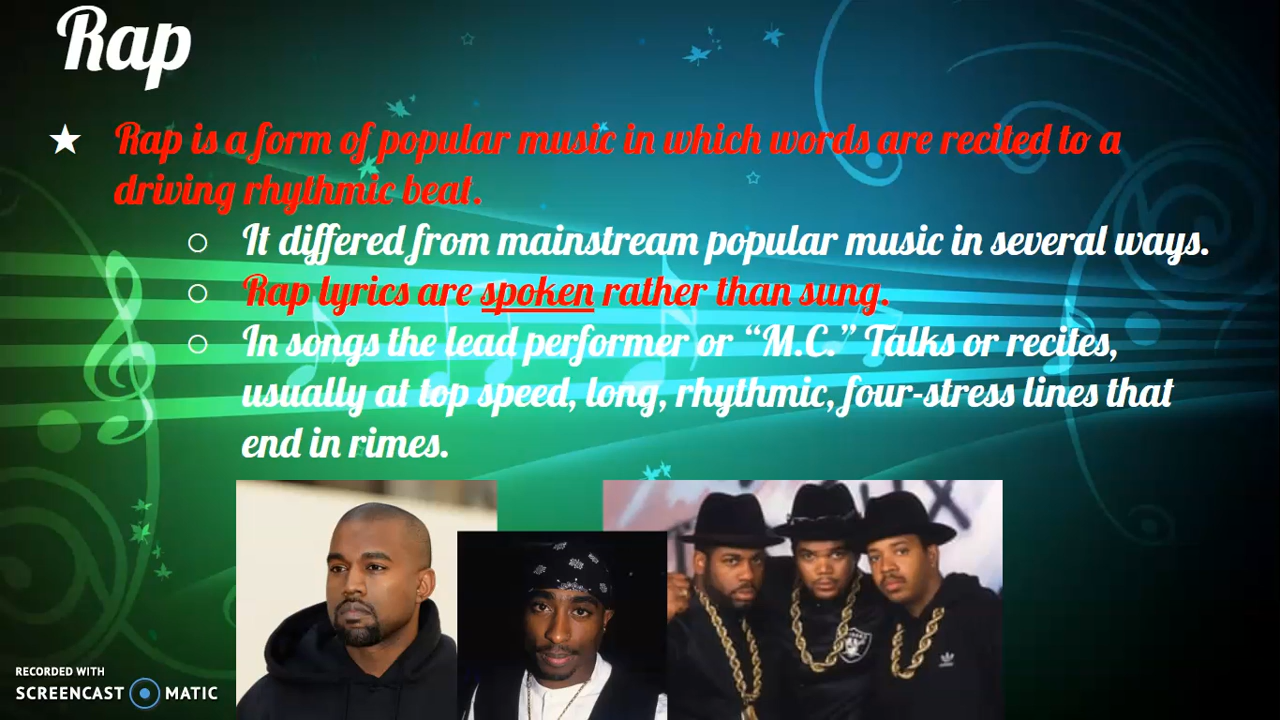 Rap
★ Rap is a form of popular music in which words are recited to a
driving rhythmic beat.
○ It differed from mainstream popular music in several ways.
○ Rap lyrics are spoken rather than sung.
○ In songs the lead performer or “M.C.” Talks or recites,
usually at top speed, long, rhythmic, four-stress lines that
end in rimes.
RECORDED WITH
SCREENCAST MATIC